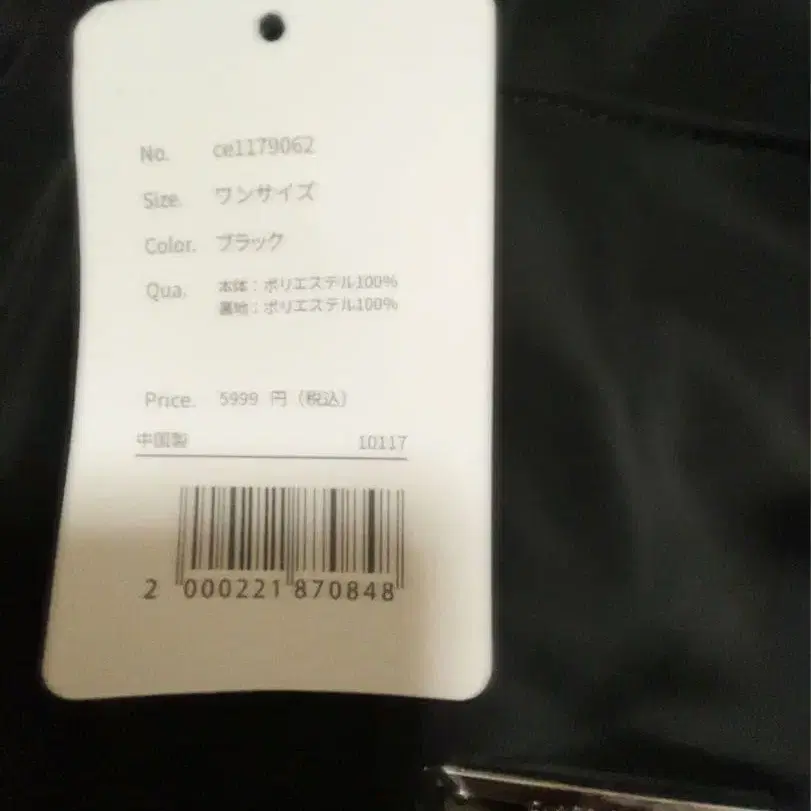 No. ce1179062
Size. ワンサイズ
Color. ブラック
Qua. 本体：ポリエステル100%
裏地：ポリエステル100%
Price. 5999 円（税込）
中国製 10117
2 000221 870848